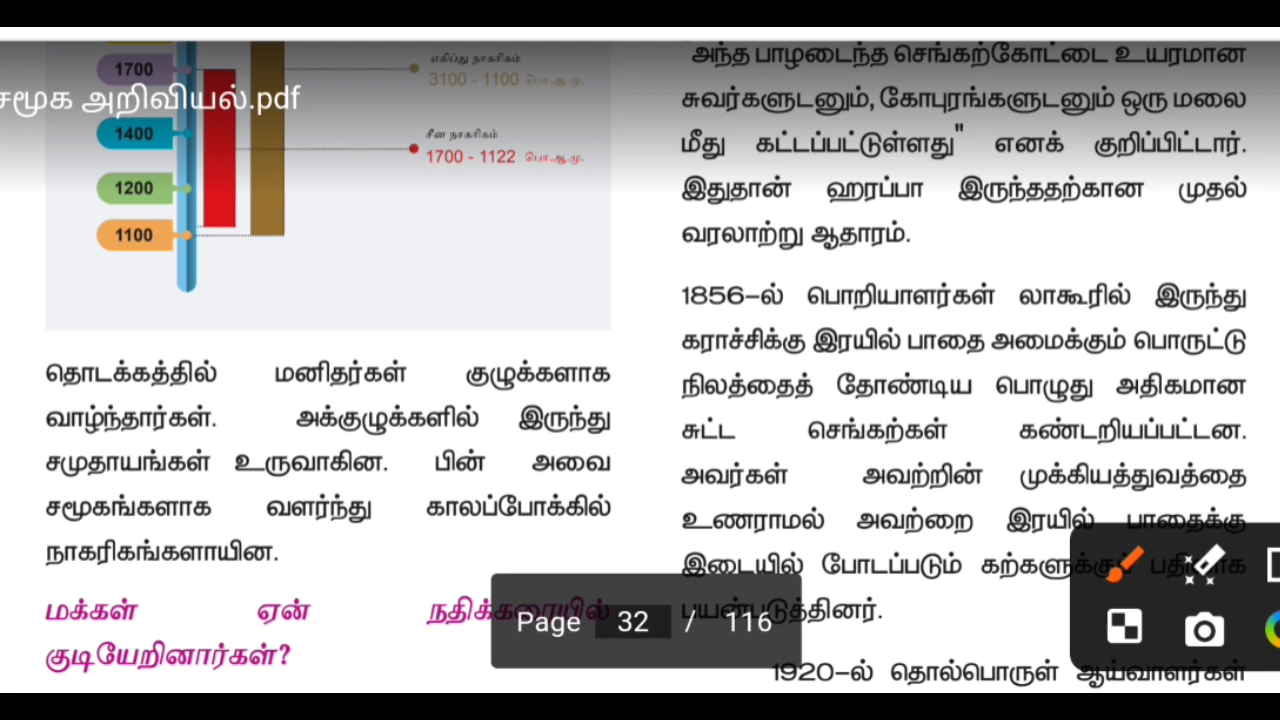 1700
1400
1200
1100
எகிப்து நாகரிகம்
3100 - 1100 பொ.ஆ.மு.
சீன நாகரிகம்
1700 - 1122 பொ.ஆ.மு.
சமூக அறிவியல்.pdf
தொடக்கத்தில் மனிதர்கள் குழுக்களாக
வாழ்ந்தார்கள். அக்குழுக்களில் இருந்து
சமுதாயங்கள் உருவாகின. பின் அவை
சமூகங்களாக வளர்ந்து காலப்போக்கில்
நாகரிகங்களாயின.
மக்கள் ஏன் நதிக்கரையில்
குடியேறினார்கள்?
"அந்த பாழடைந்த செங்கற்கோட்டை உயரமான
சுவர்களுடனும், கோபுரங்களுடனும் ஒரு மலை
மீது கட்டப்பட்டுள்ளது" எனக் குறிப்பிட்டார்.
இதுதான் ஹரப்பா இருந்ததற்கான முதல்
வரலாற்று ஆதாரம்.
1856-ல் பொறியாளர்கள் லாகூரில் இருந்து
கராச்சிக்கு இரயில் பாதை அமைக்கும் பொருட்டு
நிலத்தைத் தோண்டிய பொழுது அதிகமான
சுட்ட செங்கற்கள் கண்டறியப்பட்டன.
அவர்கள் அவற்றின் முக்கியத்துவத்தை
உணராமல் அவற்றை இரயில் பாதைக்கு
இடையில் போடப்படும் கற்களுக்குப் பதிலாக
பயன்படுத்தினர்.
1920-ல் தொல்பொருள் ஆய்வாளர்கள்
Page 32 / 116